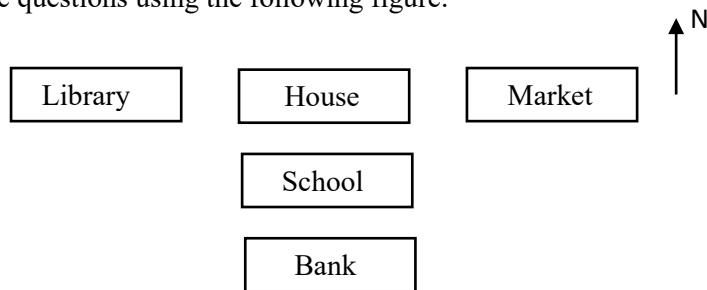 e questions using the following figure.
N
Library House Market
School
Bank